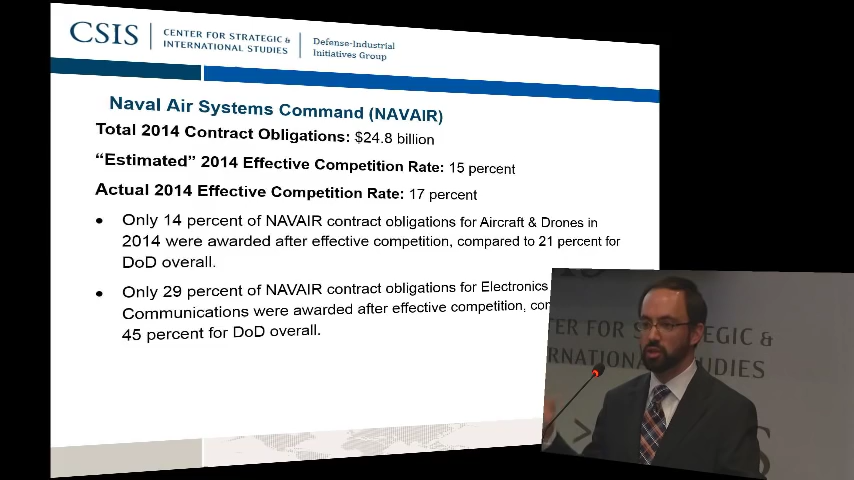 CSIS
CENTER FOR STRATEGIC &
INTERNATIONAL STUDIES
Defense-Industrial
Initiatives Group
Naval Air Systems Command (NAVAIR)
Total 2014 Contract Obligations: $24.8 billion
“Estimated” 2014 Effective Competition Rate: 15 percent
Actual 2014 Effective Competition Rate: 17 percent
• Only 14 percent of NAVAIR contract obligations for Aircraft & Drones in
2014 were awarded after effective competition, compared to 21 percent for
DoD overall.
• Only 29 percent of NAVAIR contract obligations for Electronics
Communications were awarded after effective competition,
45 percent for DoD overall.
TER FOR STRATEGIC &
RNATIONAL STUDIES